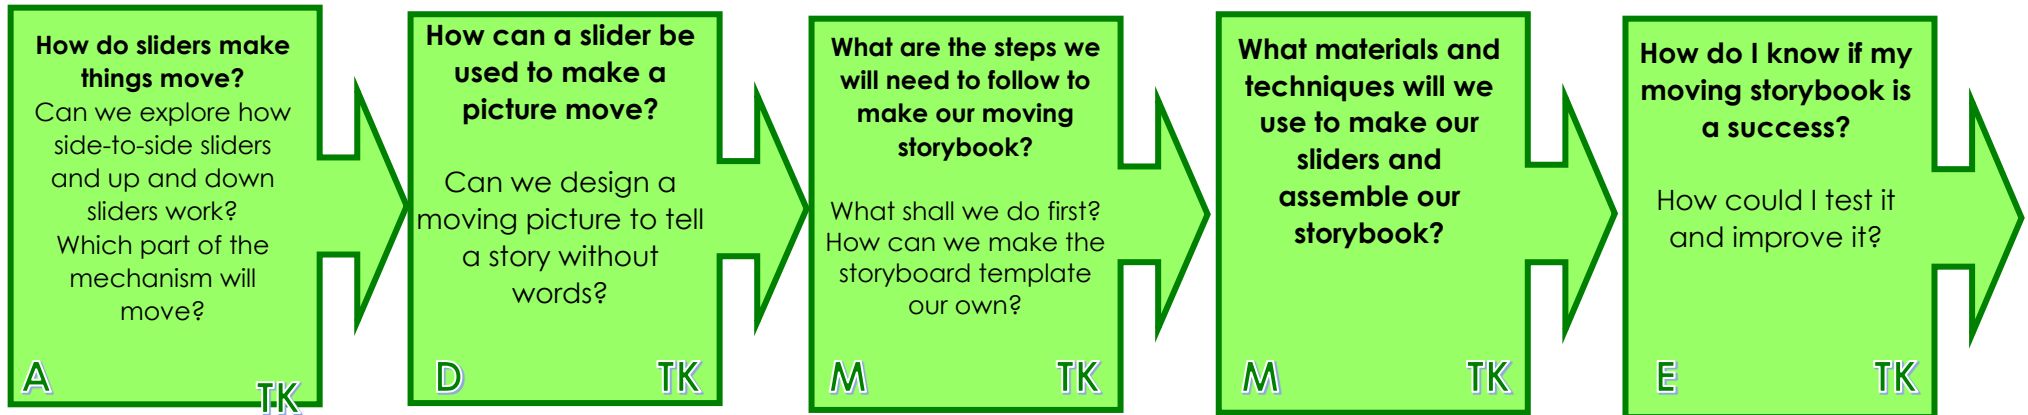 How do sliders make
things move?
Can we explore how
side-to-side sliders
and up and down
sliders work?
Which part of the
mechanism will
move?
A
TK
How can a slider be
used to make a
picture move?
Can we design a
moving picture to tell
a story without
words?
D
TK
What are the steps we
will need to follow to
make our moving
storybook?
What shall we do first?
How can we make the
storyboard template
our own?
M
TK
What materials and
techniques will we
use to make our
sliders and
assemble our
storybook?
M
TK
How do I know if my
moving storybook is
a success?
How could I test it
and improve it?
E
TK